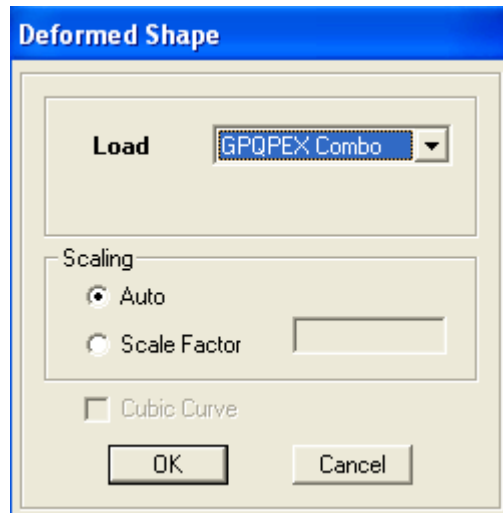 Deformed Shape
Load GPQPEX Combo
Scaling
Auto
Scale Factor
Cubic Curve
OK Cancel